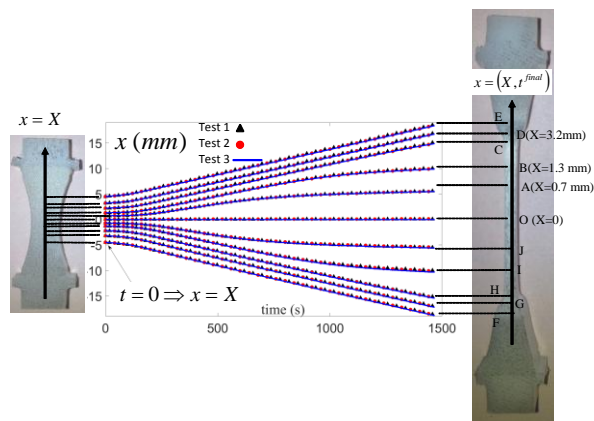 x = X
x (mm)
Test 1
Test 2
Test 3
15
10
5
0
-5
-10
15
t = 0 ⇒ x = X
time (s)
0
500
1000
1500
x = (X, t^final)
E
D(X=3.2mm)
C
B(X=1.3 mm)
A(X=0.7 mm)
O (X=0)
J
I
H
G
F